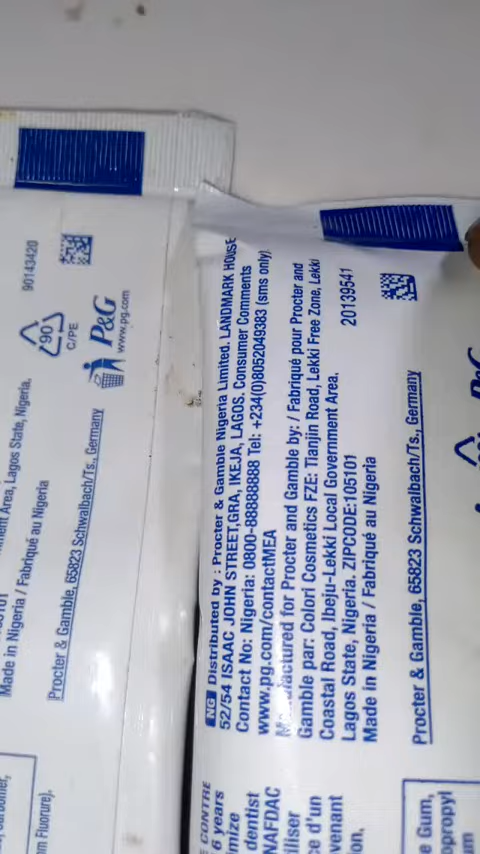 90143420
90
C/PE
P&G
www.pg.com
Area, Lagos State, Nigeria,
Made in Nigeria / Fabriqué au Nigeria
Procter & Gamble, 65823 Schwalbach/Ts., Germany
NG Distributed by : Procter & Gamble Nigeria Limited. LANDMARK HOUSE
52/54 ISAAC JOHN STREET,GRA, IKEJA, LAGOS. Consumer Comments
Contact No: Nigeria: 0800-88888888 Tel: +234(0)8052049383 (sms only)
www.pg.com/contactMEA
Manufactured for Procter and Gamble by: / Fabriqué pour Procter and
Gamble par: Colori Cosmetics FZE: Tianjin Road, Lekki Free Zone, Lekki
Coastal Road, Ibeju-Lekki Local Government Area,
Lagos State, Nigeria. ZIPCODE:105101
20139541
Made in Nigeria / Fabriqué au Nigeria
Procter & Gamble, 65823 Schwalbach/Ts., Germany
CONTRE
6 years
dentist
NAFDAC
d'un
Gum,